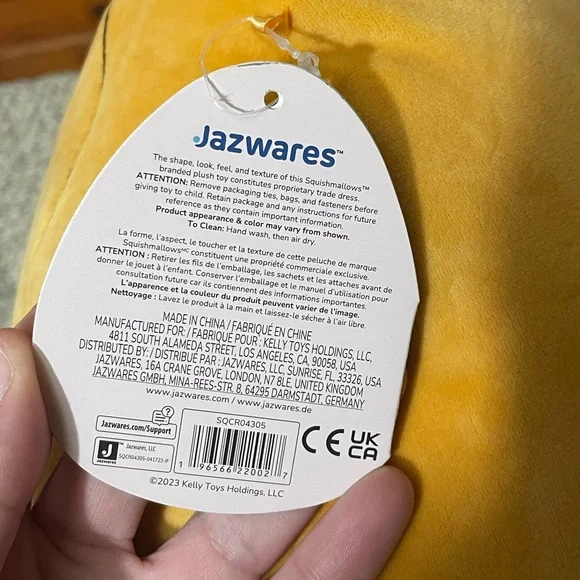 Jazwares™
The shape, look, feel, and texture of this Squishmallows™
branded plush toy constitutes proprietary trade dress.
ATTENTION: Remove packaging ties, bags, and fasteners before
giving toy to child. Retain package and any instructions for future
reference as they contain important information.
Product appearance & color may vary from shown.
To Clean: Hand wash, then air dry.
La forme, l'aspect, le toucher et la texture de cette peluche de marque
Squishmallowsᴹᶜ constituent une propriété commerciale exclusive.
ATTENTION : Retirer les fils de l'emballage, les sachets et les attaches avant de
donner le jouet à l'enfant. Conserver l'emballage et le manuel d'utilisation pour
consultation future car ils contiennent des informations importantes.
L'apparence et la couleur du produit peuvent varier de l'image.
Nettoyage : Lavez le produit à la main et laissez-le sécher à l'air libre.
MADE IN CHINA / FABRIQUÉ EN CHINE
MANUFACTURED FOR: / FABRIQUÉ POUR : KELLY TOYS HOLDINGS, LLC,
4811 SOUTH ALAMEDA STREET, LOS ANGELES, CA, 90058, USA
DISTRIBUTED BY: / DISTRIBUÉ PAR : JAZWARES, LLC, SUNRISE, FL, 33326, USA
JAZWARES, 16A CRANE GROVE, LONDON, N7 8LE, UNITED KINGDOM
JAZWARES GMBH, MINA-REES-STR. 8, 64295 DARMSTADT, GERMANY
www.jazwares.com / www.jazwares.de
Jazwares.com/Support
Jazwares, LLC
SQCR04305-041723-IF
Jazwares
SQCR04305
1 96566 22002 7
CE UK CA
©2023 Kelly Toys Holdings, LLC